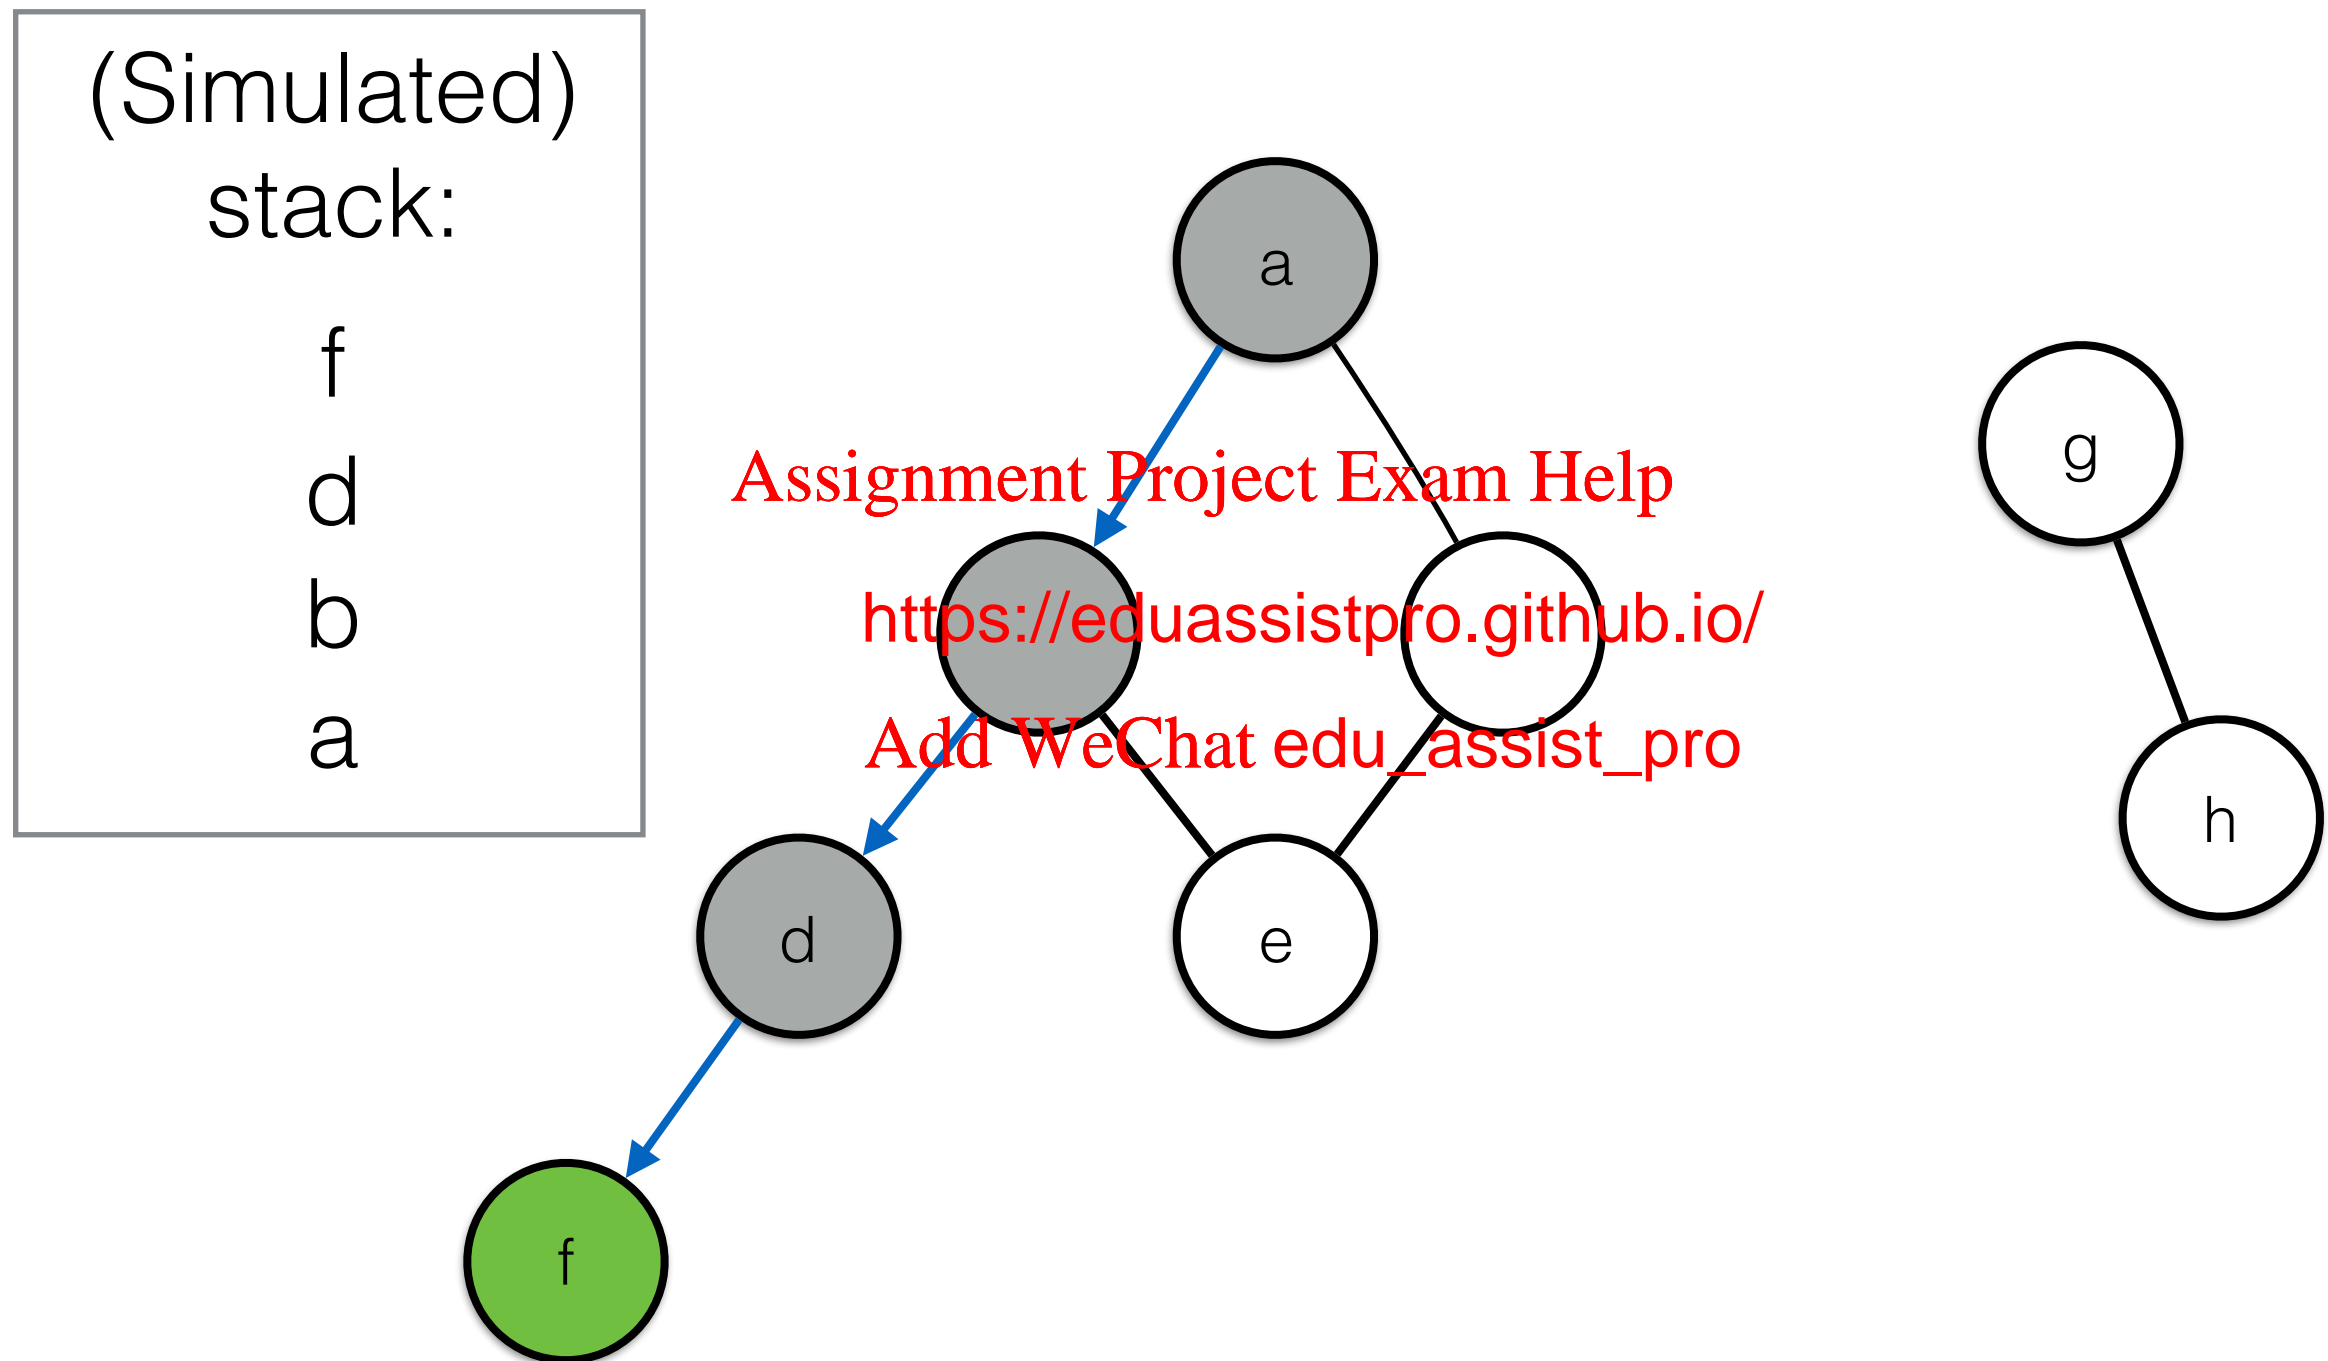 (Simulated)
stack:
f
d
b
a
a
Assignment Project Exam Help
g
https://eduassistpro.github.io/
Add WeChat edu_assist_pro
h
d
e
f